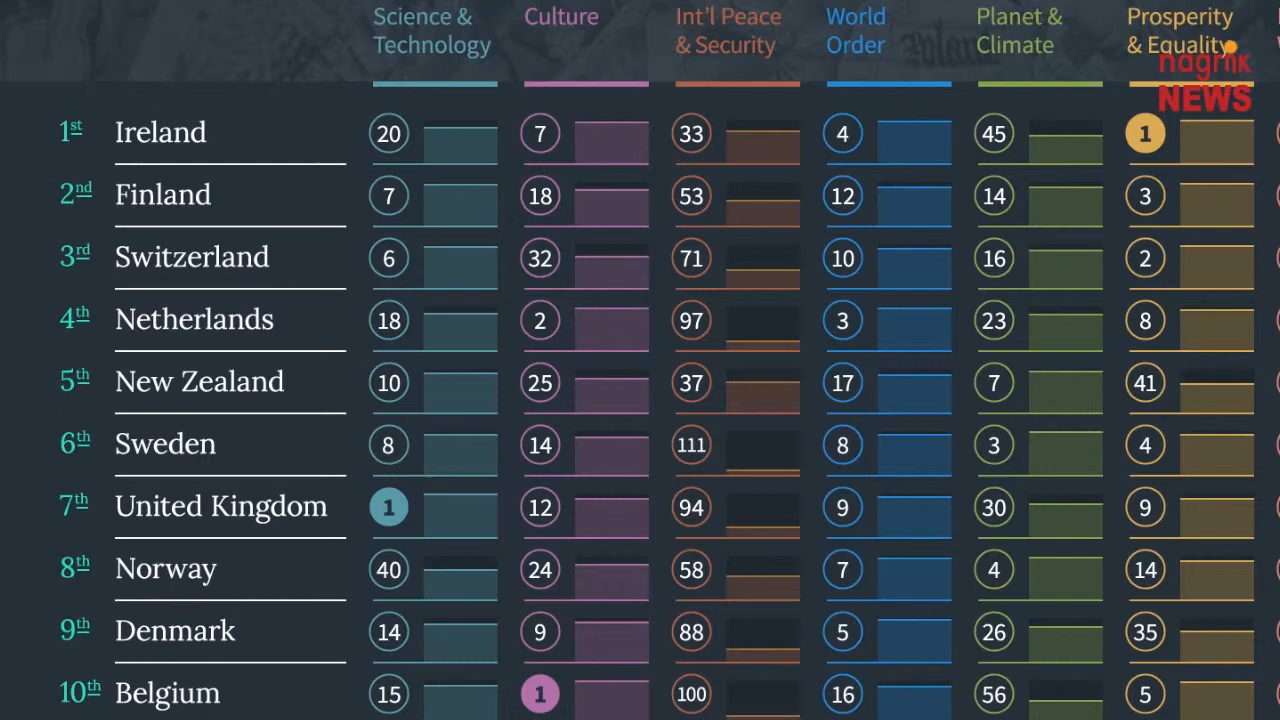 Science & Technology
Culture
Int'l Peace & Security
World Order
Planet & Climate
Prosperity & Equality
nagrik
NEWS
1st Ireland 20 7 33 4 45 1
2nd Finland 7 18 53 12 14 3
3rd Switzerland 6 32 71 10 16 2
4th Netherlands 18 2 97 3 23 8
5th New Zealand 10 25 37 17 7 41
6th Sweden 8 14 111 8 3 4
7th United Kingdom 1 12 94 9 30 9
8th Norway 40 24 58 7 4 14
9th Denmark 14 9 88 5 26 35
10th Belgium 15 1 100 16 56 5